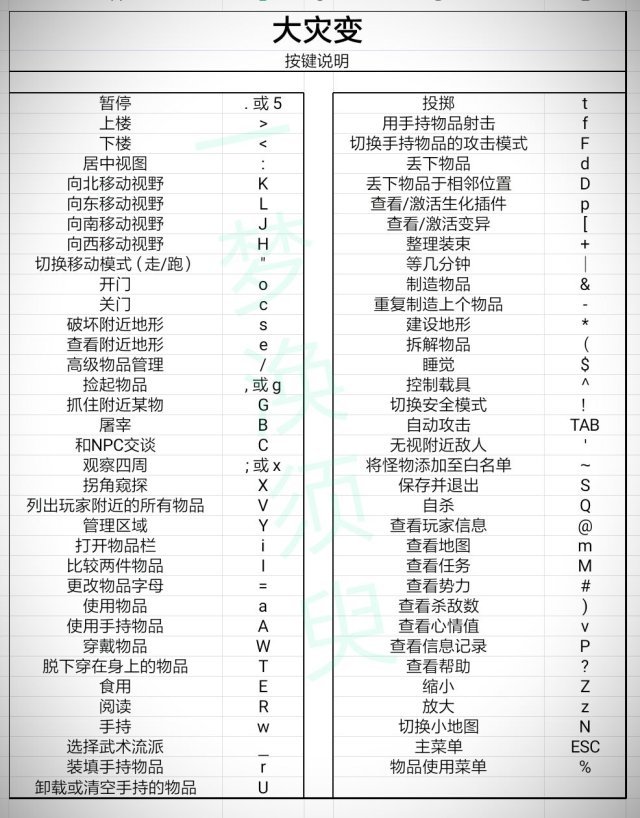 大灾变
按键说明
暂停 . 或 5
上楼 >
下楼 <
居中视图 :
向北移动视野 K
向东移动视野 L
向南移动视野 J
向西移动视野 H
切换移动模式（走/跑） "
开门 o
关门 c
破坏附近地形 s
查看附近地形 e
高级物品管理 /
捡起物品 , 或 g
抓住附近某物 G
屠宰 B
和NPC交谈 C
观察四周 ; 或 x
拐角窥探 X
列出玩家附近的所有物品 V
管理区域 Y
打开物品栏 i
比较两件物品 I
更改物品字母 =
使用物品 a
使用手持物品 A
穿戴物品 W
脱下穿在身上的物品 T
食用 E
阅读 R
手持 w
选择武术流派 _
装填手持物品 r
卸载或清空手持的物品 U
投掷 t
用手持物品射击 f
切换手持物品的攻击模式 F
丢下物品 d
丢下物品于相邻位置 D
查看/激活生化插件 p
查看/激活变异 [
整理装束 +
等几分钟 |
制造物品 &
重复制造上个物品 -
建设地形 *
拆解物品 (
睡觉 $
控制载具 ^
切换安全模式 !
自动攻击 TAB
无视附近敌人 '
将怪物添加至白名单 ~
保存并退出 S
自杀 Q
查看玩家信息 @
查看地图 m
查看任务 M
查看势力 #
查看杀敌数 )
查看心情值 v
查看信息记录 P
查看帮助 ?
缩小 Z
放大 z
切换小地图 N
主菜单 ESC
物品使用菜单 %
一梦涣须臾